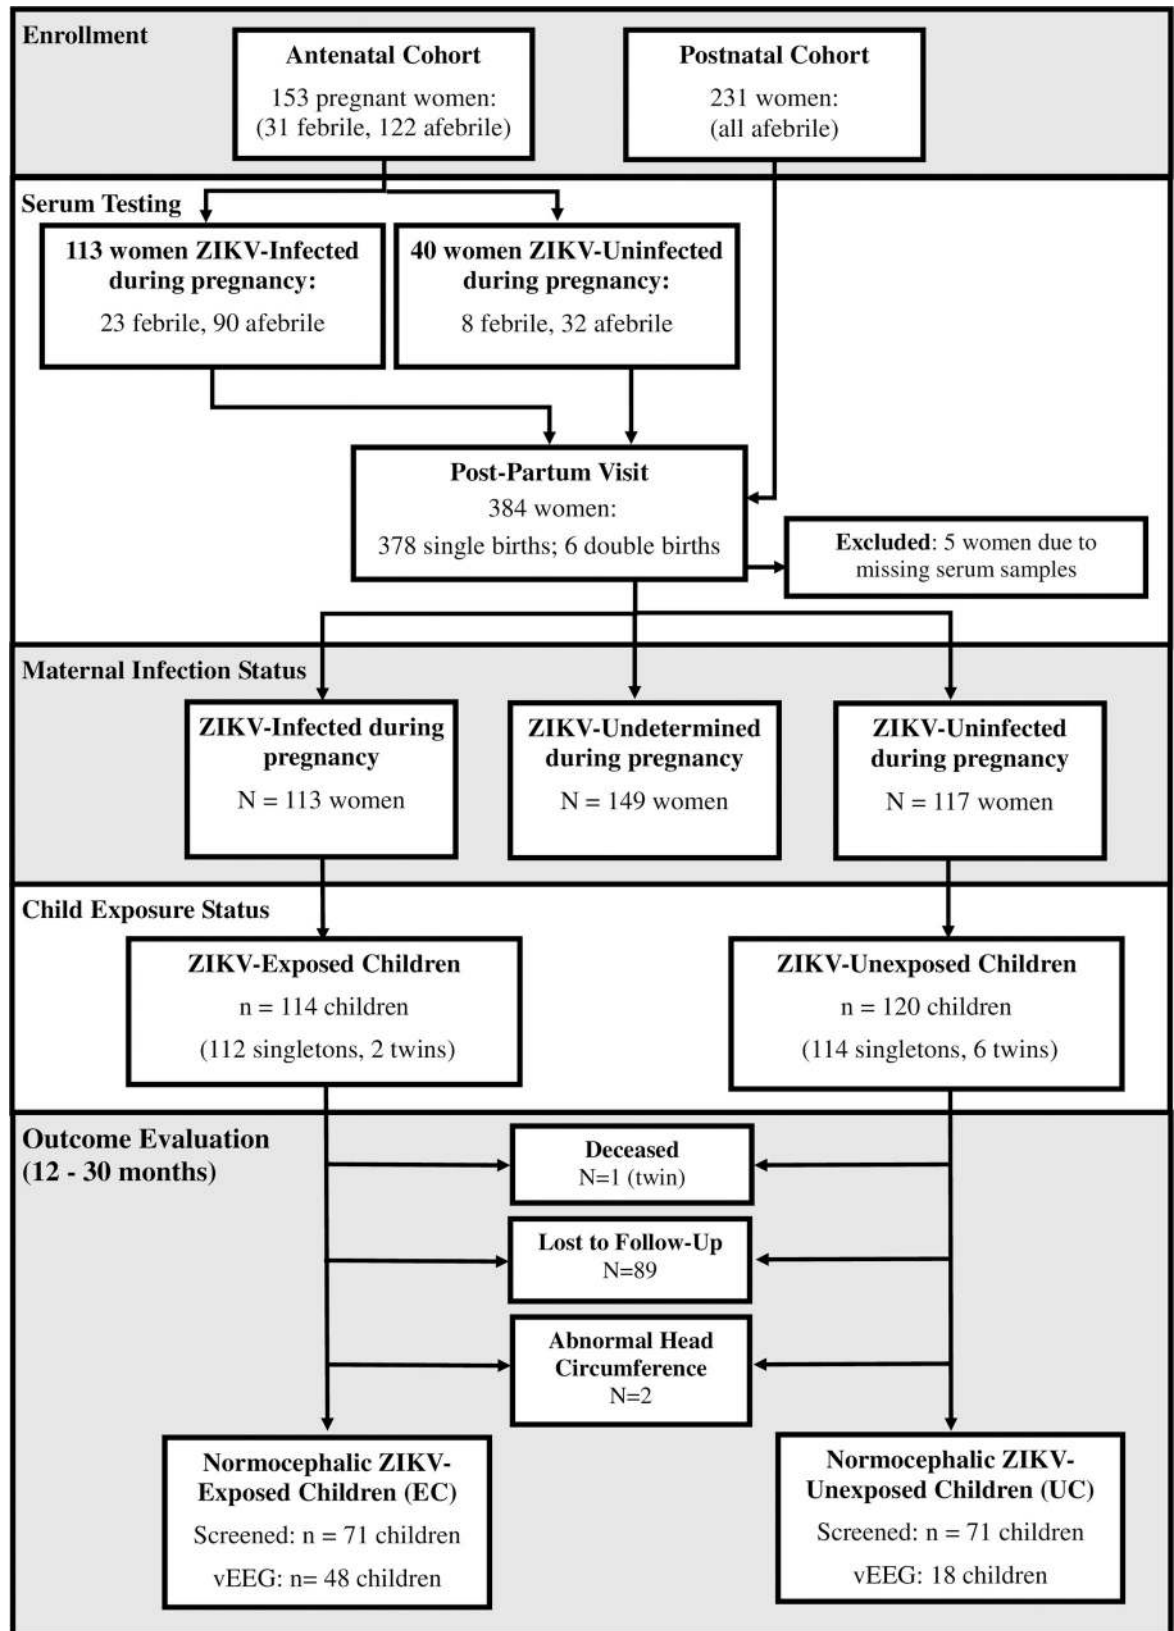 Enrollment
Antenatal Cohort
153 pregnant women:
(31 febrile, 122 afebrile)
Postnatal Cohort
231 women:
(all afebrile)
Serum Testing
113 women ZIKV-Infected
during pregnancy:
23 febrile, 90 afebrile
40 women ZIKV-Uninfected
during pregnancy:
8 febrile, 32 afebrile
Post-Partum Visit
384 women:
378 single births; 6 double births
Excluded: 5 women due to
missing serum samples
Maternal Infection Status
ZIKV-Infected during
pregnancy
N = 113 women
ZIKV-Undetermined
during pregnancy
N = 149 women
ZIKV-Uninfected
during pregnancy
N = 117 women
Child Exposure Status
ZIKV-Exposed Children
n = 114 children
(112 singletons, 2 twins)
ZIKV-Unexposed Children
n = 120 children
(114 singletons, 6 twins)
Outcome Evaluation
(12 - 30 months)
Deceased
N=1 (twin)
Lost to Follow-Up
N=89
Abnormal Head
Circumference
N=2
Normocephalic ZIKV-
Exposed Children (EC)
Screened: n = 71 children
vEEG: n= 48 children
Normocephalic ZIKV-
Unexposed Children (UC)
Screened: n = 71 children
vEEG: 18 children